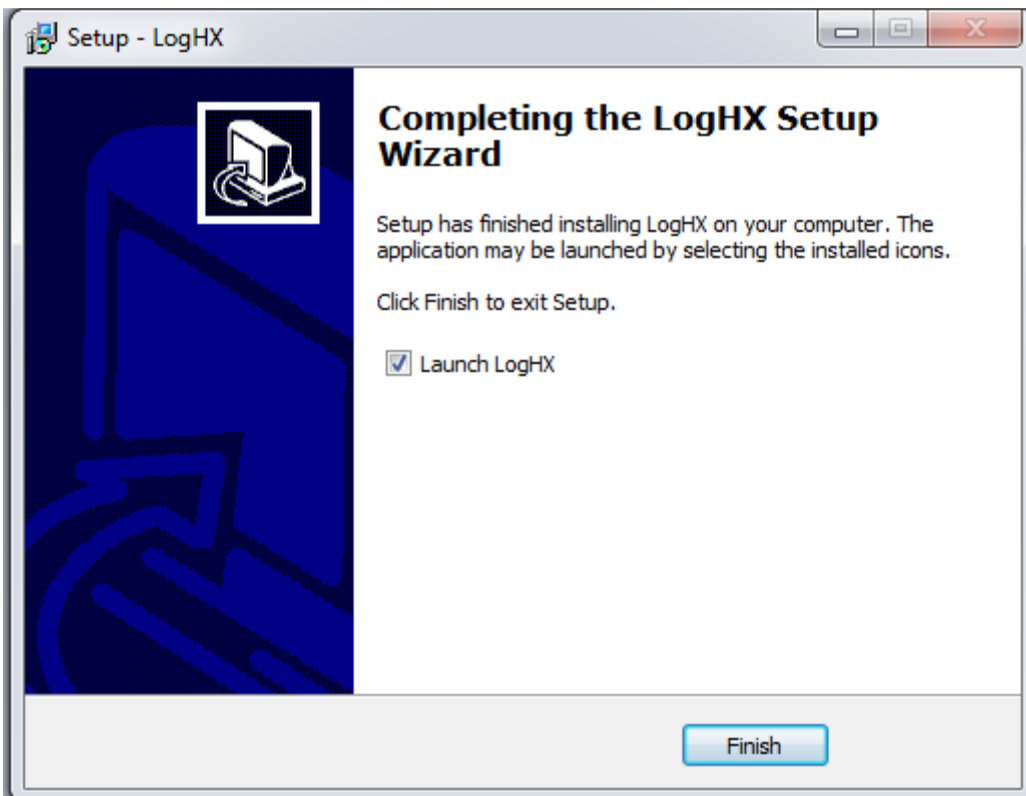 Setup - LogHX
Completing the LogHX Setup
Wizard
Setup has finished installing LogHX on your computer. The
application may be launched by selecting the installed icons.
Click Finish to exit Setup.
Launch LogHX
Finish